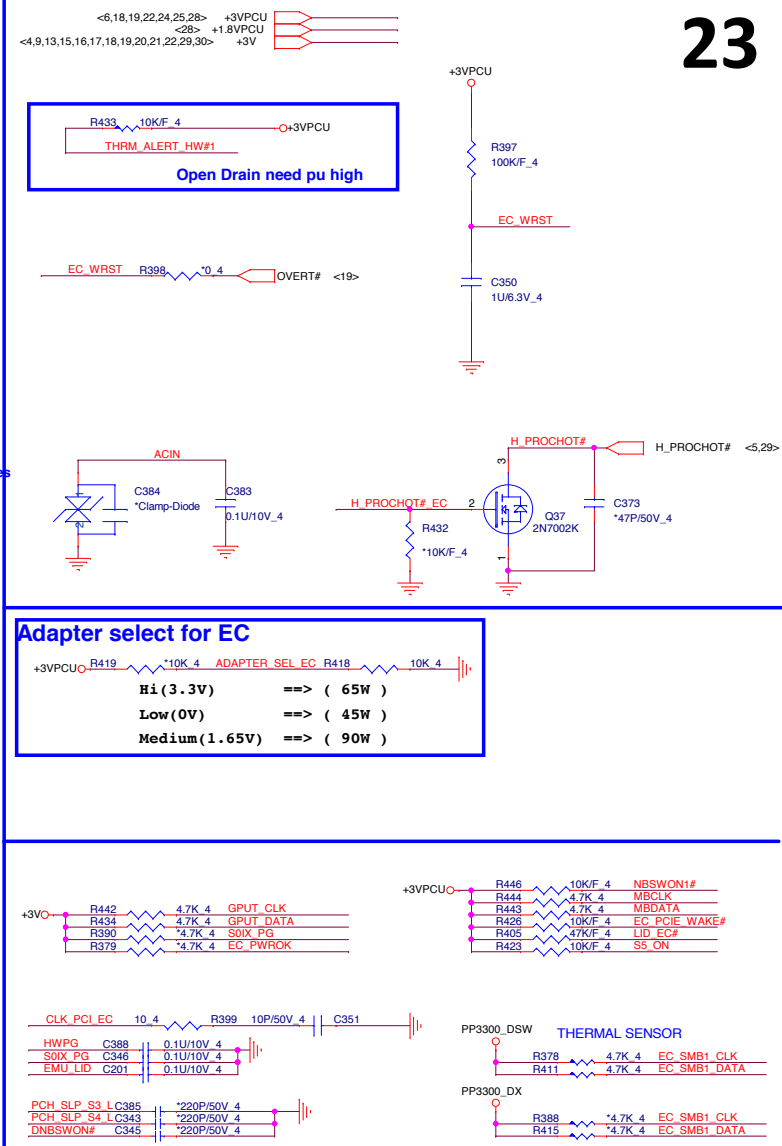 <6,18,19,22,24,25,28> +3VPCU
<28> +1.8VPCU
<4,9,13,15,16,17,18,19,20,21,22,29,30> +3V
23
R433 10K/F_4 +3VPCU
THRM_ALERT_HW#1
Open Drain need pu high
+3VPCU
R397
100K/F_4
EC_WRST
C350
1U/6.3V_4
EC_WRST R398 *0_4 OVERT# <19>
es
ACIN
1
2
C384
*Clamp-Diode
C383
0.1U/10V_4
H_PROCHOT# H_PROCHOT# <5,29>
3
H_PROCHOT#_EC 2
1
Q37
2N7002K
R432
*10K/F_4
C373
*47P/50V_4
Adapter select for EC
+3VPCU R419 *10K_4 ADAPTER_SEL_EC R418 10K_4
Hi(3.3V) ==> ( 65W )
Low(0V) ==> ( 45W )
Medium(1.65V) ==> ( 90W )
+3V
R442 4.7K_4 GPUT_CLK
R434 4.7K_4 GPUT_DATA
R390 *4.7K_4 S0IX_PG
R379 *4.7K_4 EC_PWROK
+3VPCU
R446 10K/F_4 NBSWON1#
R444 4.7K_4 MBCLK
R443 4.7K_4 MBDATA
R426 10K/F_4 EC_PCIE_WAKE#
R405 47K/F_4 LID_EC#
R423 10K/F_4 S5_ON
CLK_PCI_EC 10_4 R399 10P/50V_4 C351
HWPG C388 0.1U/10V_4
S0IX_PG C346 0.1U/10V_4
EMU_LID C201 0.1U/10V_4
PCH_SLP_S3_L C385 *220P/50V_4
PCH_SLP_S4_L C343 *220P/50V_4
DNBSWON# C345 *220P/50V_4
PP3300_DSW THERMAL SENSOR
R378 4.7K_4 EC_SMB1_CLK
R411 4.7K_4 EC_SMB1_DATA
PP3300_DX
R388 *4.7K_4 EC_SMB1_CLK
R415 *4.7K_4 EC_SMB1_DATA